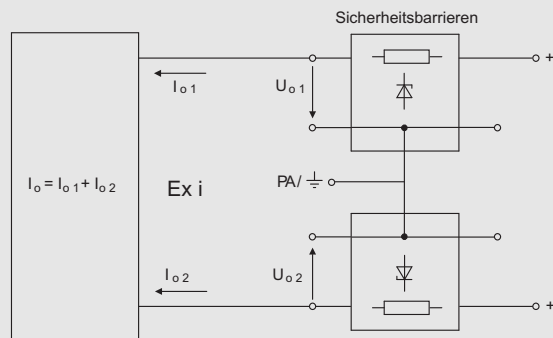 Sicherheitsbarrieren
+
I o 1
U o 1
I o = I o 1 + I o 2
Ex i
PA/ ⏚
I o 2
U o 2
+